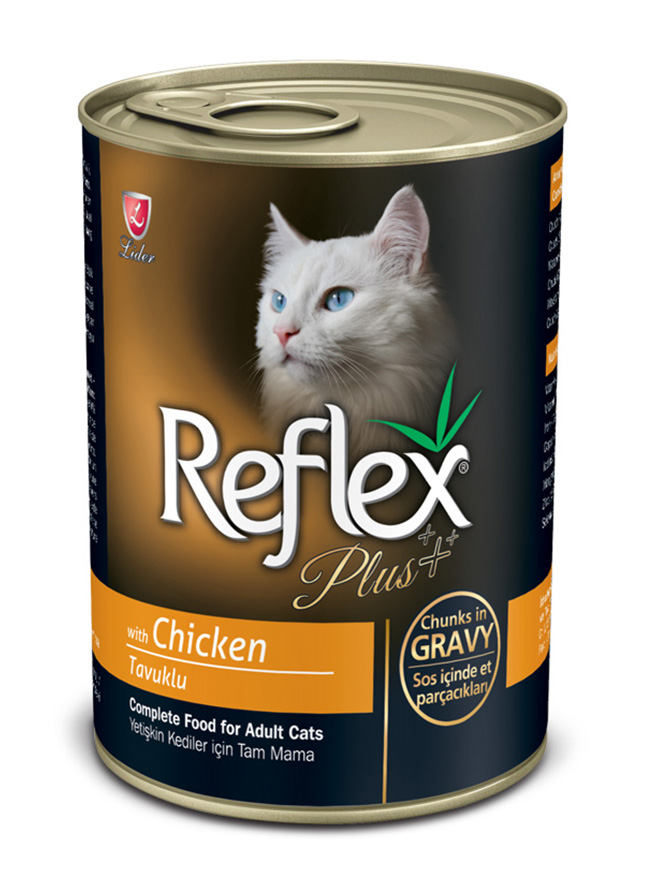 L
Lider
Reflex®
Plus
with Chicken
Tavuklu
Complete Food for Adult Cats
Yetişkin Kediler için Tam Mama
Chunks in
GRAVY
Sos içinde et
parçacıkları